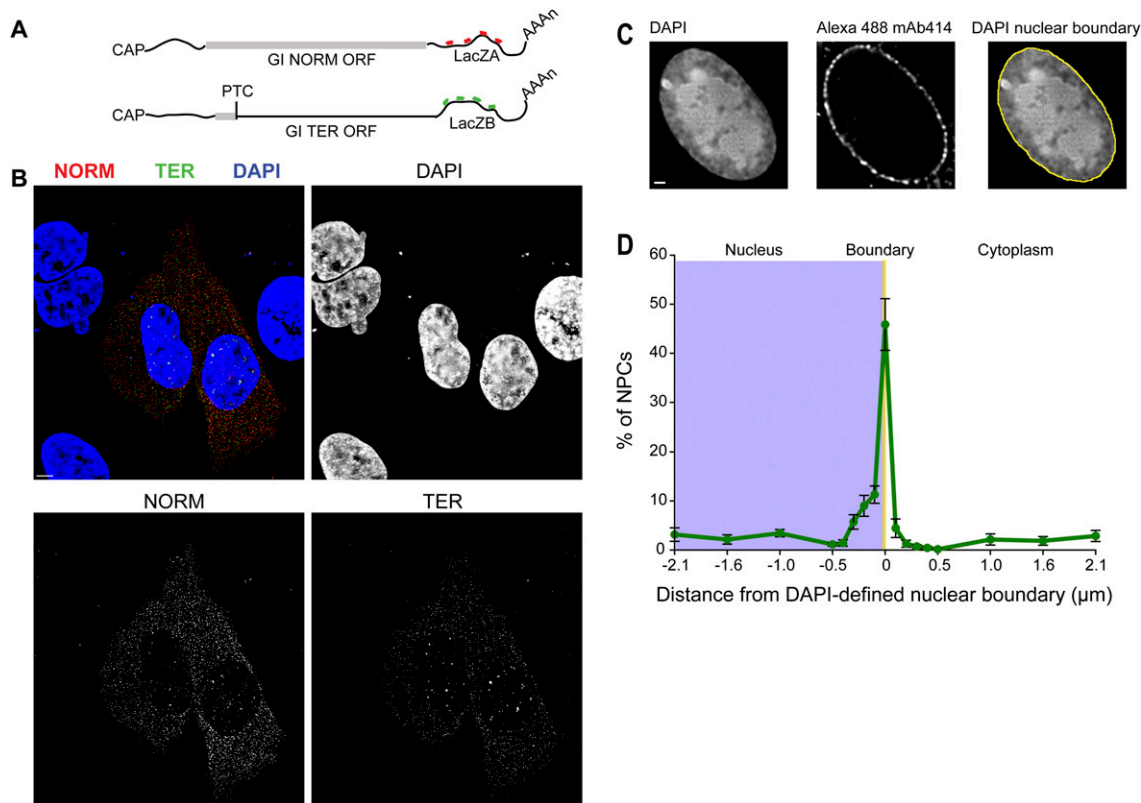 A
CAP
GI NORM ORF
LacZA
AAAn
PTC
CAP
GI TER ORF
LacZB
AAAn
B
NORM TER DAPI
DAPI
NORM
TER
C
DAPI
Alexa 488 mAb414
DAPI nuclear boundary
D
Nucleus Boundary Cytoplasm
% of NPCs
60
50
40
30
20
10
0
-2.1 -1.6 -1.0 -0.5 0 0.5 1.0 1.6 2.1
Distance from DAPI-defined nuclear boundary (µm)